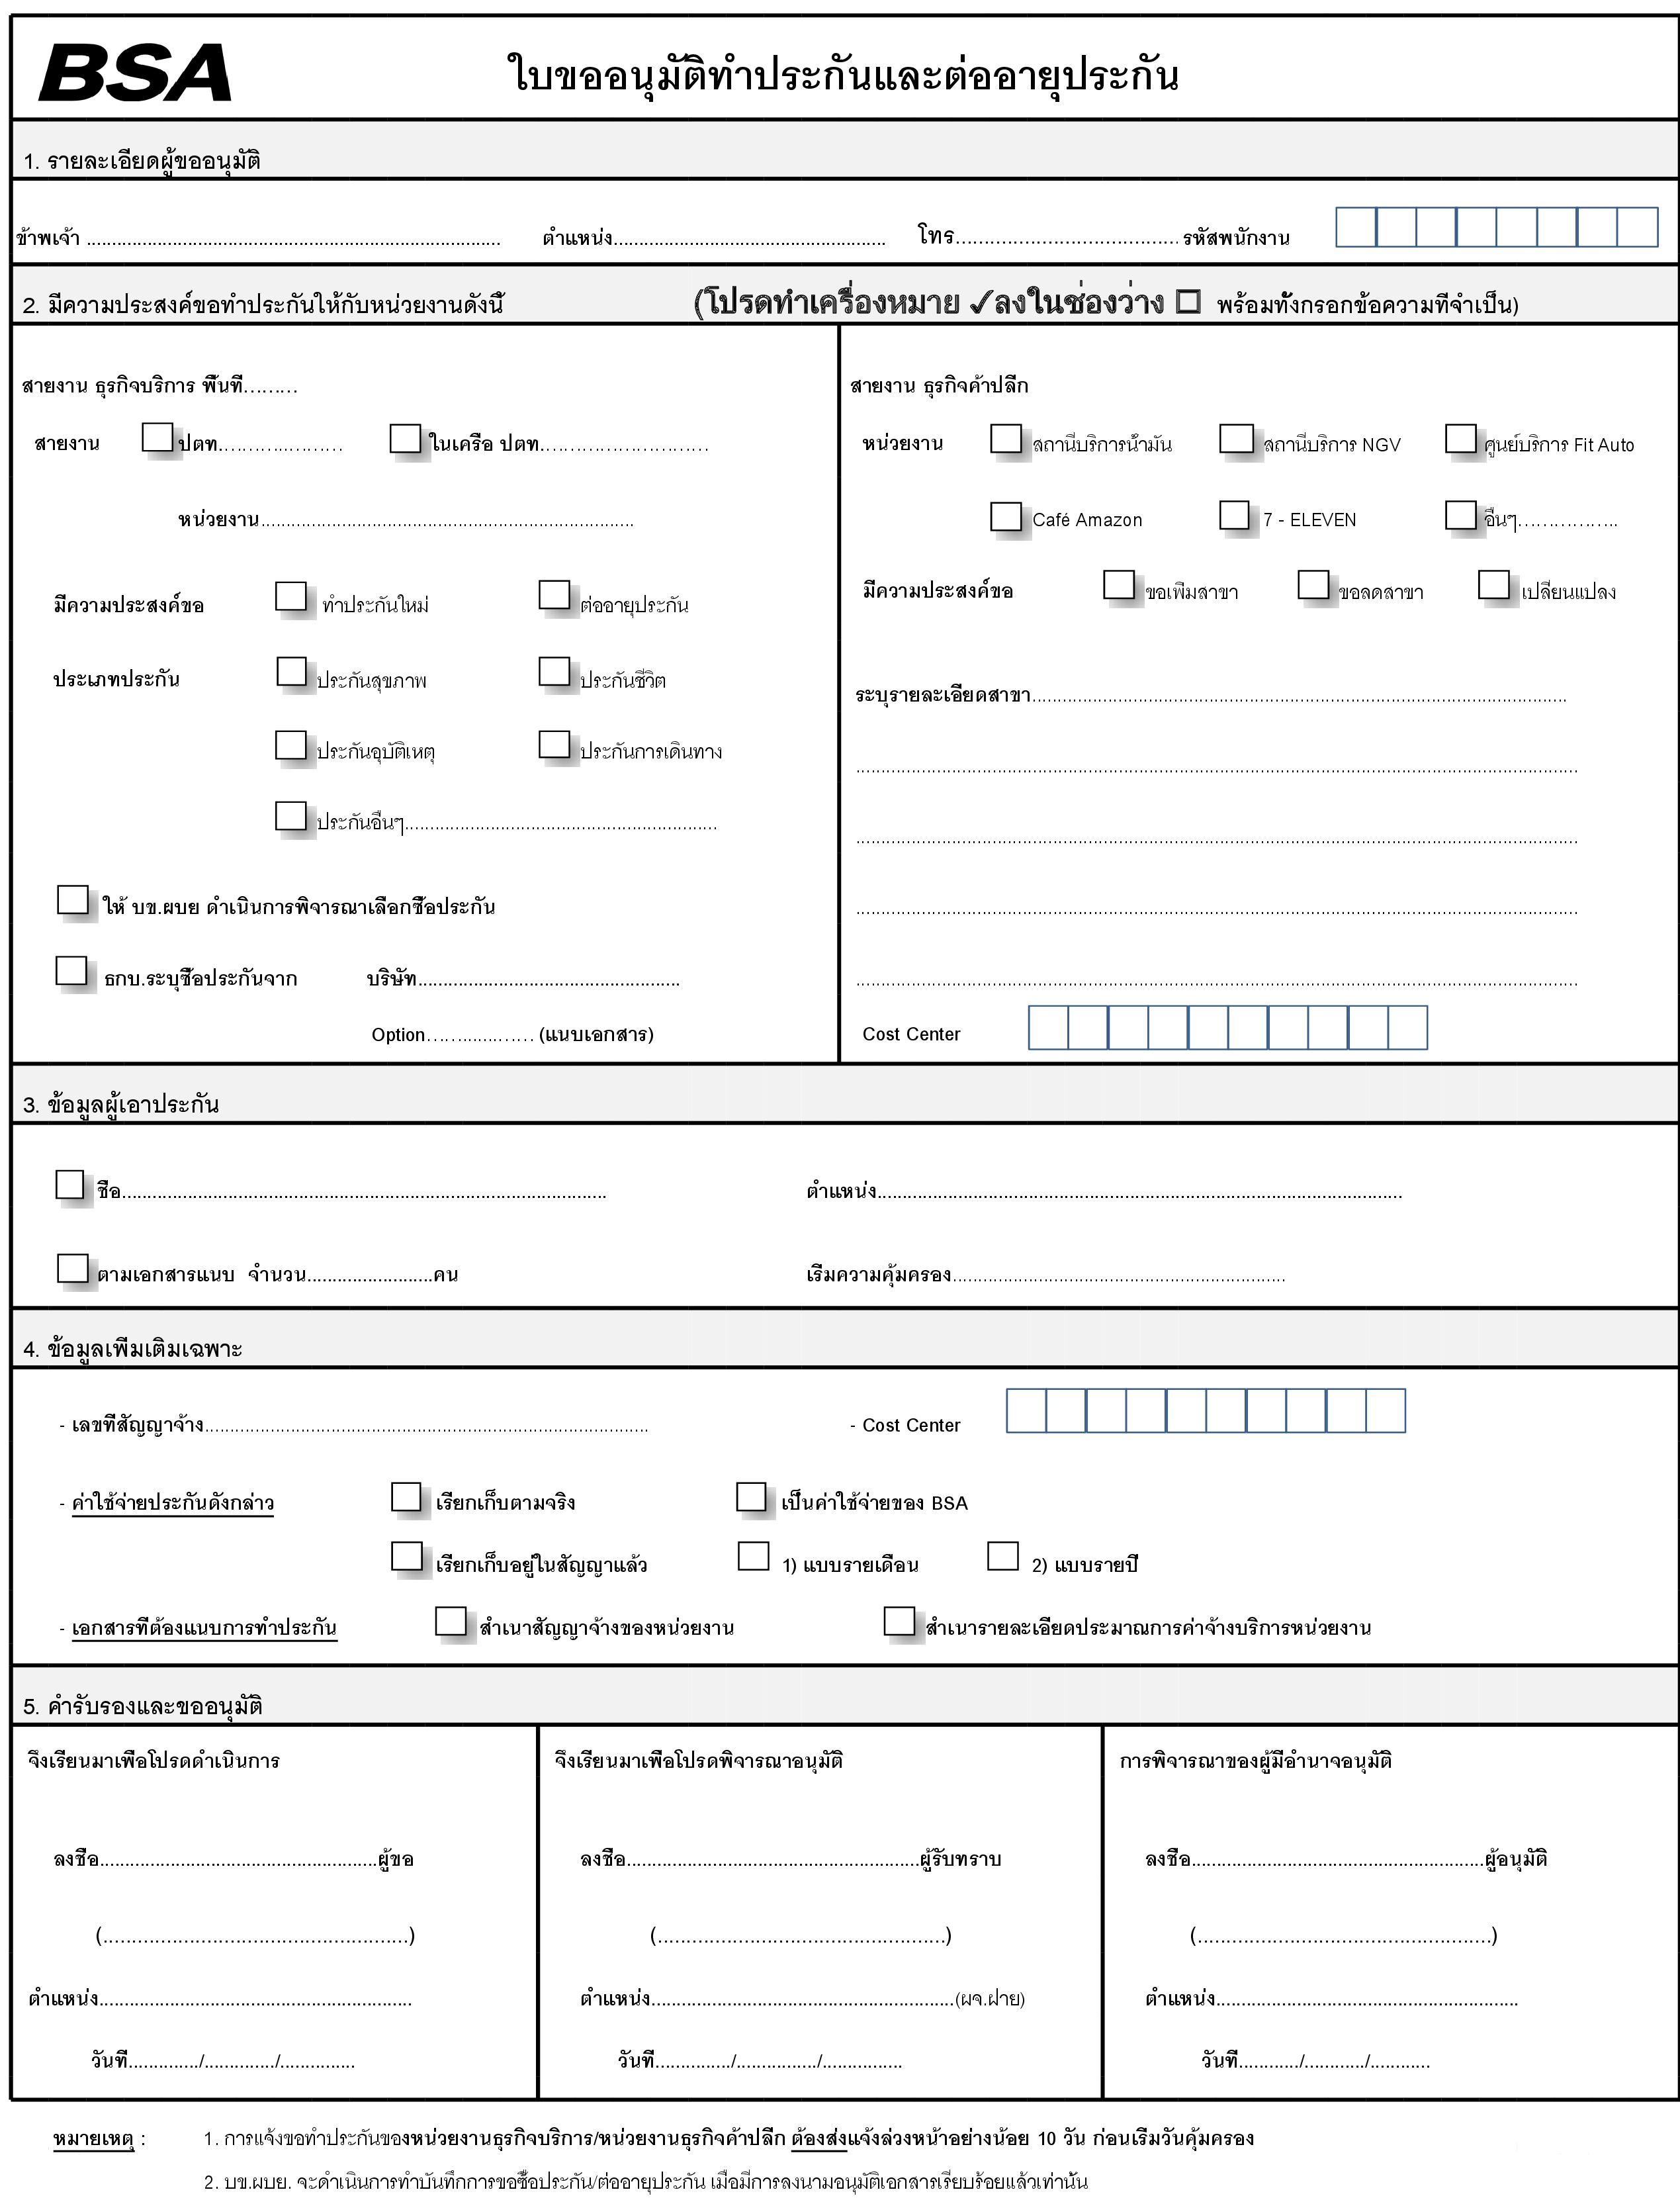 BSA
ใบขออนุมัติทำประกันและต่ออายุประกัน
1. รายละเอียดผู้ขออนุมัติ
ข้าพเจ้า ........................ ตำแหน่ง........................ โทร........................ รหัสพนักงาน
2. มีความประสงค์ขอทำประกันให้กับหน่วยงานดังนี้ (โปรดทำเครื่องหมาย ✓ลงในช่องว่าง ☐ พร้อมทั้งกรอกข้อความที่จำเป็น)
สายงาน ธุรกิจบริการ พื้นที่.........
สายงาน ☐ ปตท........................ ☐ ในเครือ ปตท.........................
หน่วยงาน........................
มีความประสงค์ขอ ☐ ทำประกันใหม่ ☐ ต่ออายุประกัน
ประเภทประกัน ☐ ประกันสุขภาพ ☐ ประกันชีวิต
☐ ประกันอุบัติเหตุ ☐ ประกันการเดินทาง
☐ ประกันอื่นๆ........................
☐ ให้ บข.ผบย ดำเนินการพิจารณาเลือกซื้อประกัน
☐ ธกบ.ระบุซื้อประกันจาก บริษัท........................
Option.................. (แนบเอกสาร)
สายงาน ธุรกิจค้าปลีก
หน่วยงาน ☐ สถานีบริการน้ำมัน ☐ สถานีบริการ NGV ☐ ศูนย์บริการ Fit Auto
☐ Café Amazon ☐ 7 - ELEVEN ☐ อื่นๆ..................
มีความประสงค์ขอ ☐ ขอเพิ่มสาขา ☐ ขอลดสาขา ☐ เปลี่ยนแปลง
ระบุรายละเอียดสาขา........................
........................
........................
........................
........................
Cost Center
3. ข้อมูลผู้เอาประกัน
☐ ชื่อ........................ ตำแหน่ง........................
☐ ตามเอกสารแนบ จำนวน........................คน เริ่มความคุ้มครอง........................
4. ข้อมูลเพิ่มเติมเฉพาะ
- เลขที่สัญญาจ้าง........................ - Cost Center
- ค่าใช้จ่ายประกันดังกล่าว ☐ เรียกเก็บตามจริง ☐ เป็นค่าใช้จ่ายของ BSA
☐ เรียกเก็บอยู่ในสัญญาแล้ว ☐ 1) แบบรายเดือน ☐ 2) แบบรายปี
- เอกสารที่ต้องแนบการทำประกัน ☐ สำเนาสัญญาจ้างของหน่วยงาน ☐ สำเนารายละเอียดประมาณการค่าจ้างบริการหน่วยงาน
5. คำรับรองและขออนุมัติ
จึงเรียนมาเพื่อโปรดดำเนินการ
ลงชื่อ........................ผู้ขอ
(........................)
ตำแหน่ง........................
วันที่............../............../..............
จึงเรียนมาเพื่อโปรดพิจารณาอนุมัติ
ลงชื่อ........................ผู้รับทราบ
(........................)
ตำแหน่ง........................(ผจ.ฝ่าย)
วันที่.............../................/................
การพิจารณาของผู้มีอำนาจอนุมัติ
ลงชื่อ........................ผู้อนุมัติ
(........................)
ตำแหน่ง........................
วันที่............/............/............
หมายเหตุ : 1. การแจ้งขอทำประกันของหน่วยงานธุรกิจบริการ/หน่วยงานธุรกิจค้าปลีก ต้องส่งแจ้งล่วงหน้าอย่างน้อย 10 วัน ก่อนเริ่มวันคุ้มครอง
2. บข.ผบย. จะดำเนินการทำบันทึกการขอซื้อประกัน/ต่ออายุประกัน เมื่อมีการลงนามอนุมัติเอกสารเรียบร้อยแล้วเท่านั้น